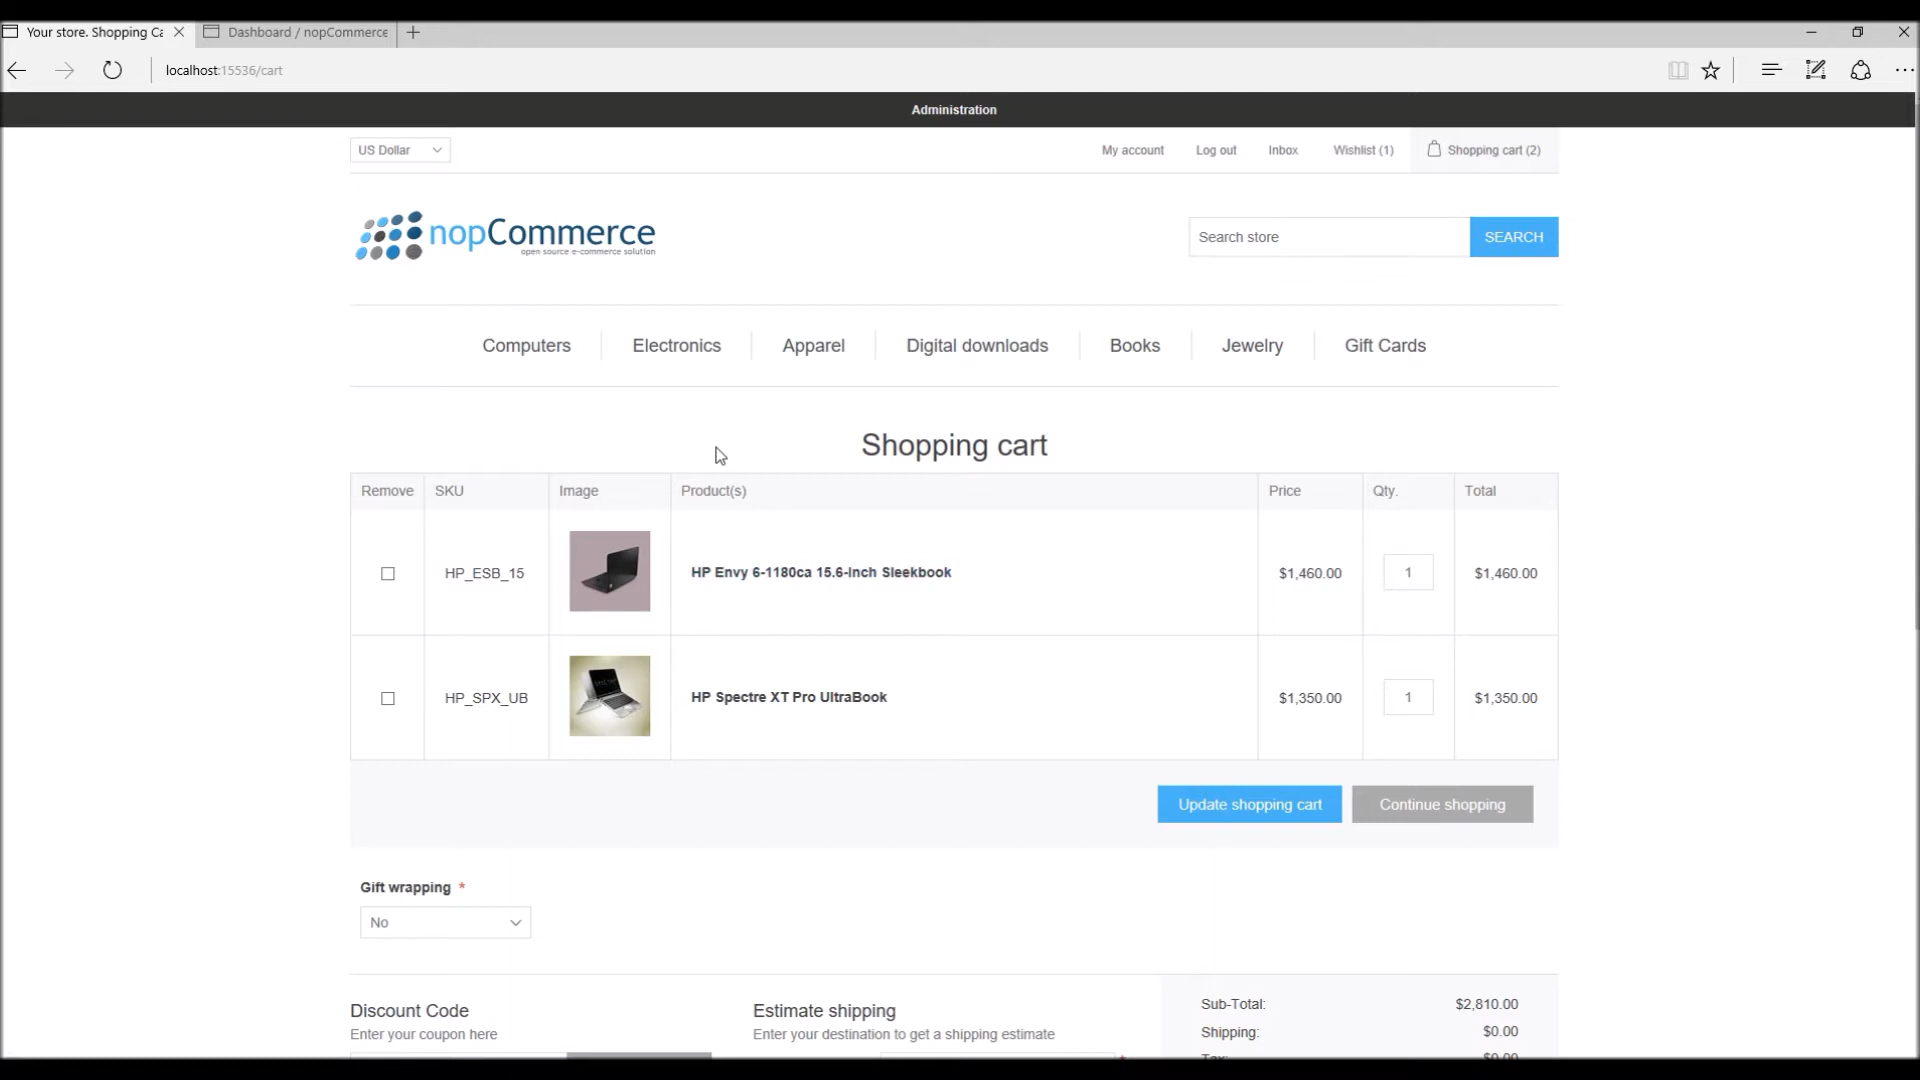 Your store. Shopping Ca
Dashboard / nopCommerce
localhost:15536/cart
Administration
US Dollar
My account
Log out
Inbox
Wishlist (1)
Shopping cart (2)
nopCommerce
open source e-commerce solution
Search store
SEARCH
Computers
Electronics
Apparel
Digital downloads
Books
Jewelry
Gift Cards
Shopping cart
Remove SKU Image Product(s) Price Qty. Total
HP_ESB_15 HP Envy 6-1180ca 15.6-Inch Sleekbook $1,460.00 1 $1,460.00
HP_SPX_UB HP Spectre XT Pro UltraBook $1,350.00 1 $1,350.00
Update shopping cart
Continue shopping
Gift wrapping *
No
Discount Code
Enter your coupon here
Estimate shipping
Enter your destination to get a shipping estimate
Sub-Total: $2,810.00
Shipping: $0.00
Tax: $0.00